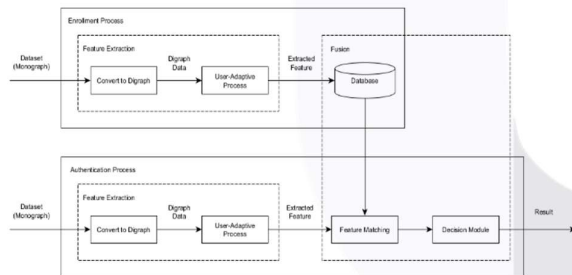 Enrollment Process
Feature Extraction
Fusion
Dataset
(Monograph)
Convert to Digraph
Digraph
Data
User-Adaptive
Process
Extracted
Feature
Database
Authentication Process
Feature Extraction
Dataset
(Monograph)
Convert to Digraph
Digraph
Data
User-Adaptive
Process
Extracted
Feature
Feature Matching
Decision Module
Result